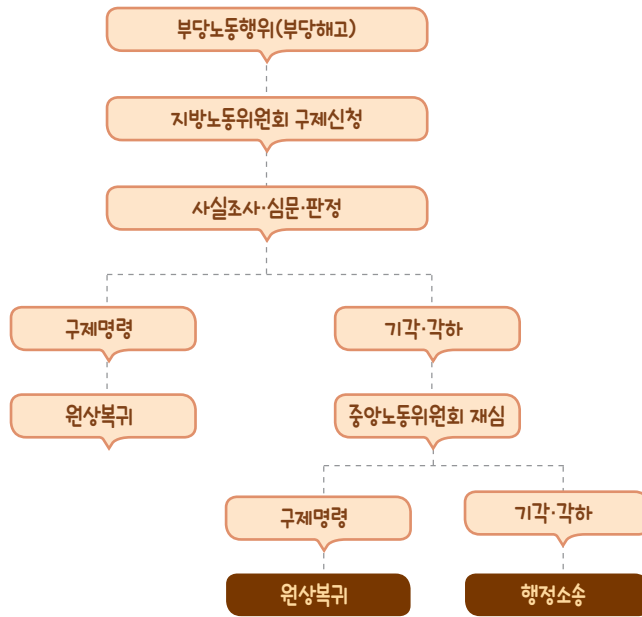 부당노동행위(부당해고)
지방노동위원회 구제신청
사실조사·심문·판정
구제명령
기각·각하
원상복귀
중앙노동위원회 재심
구제명령
기각·각하
원상복귀
행정소송